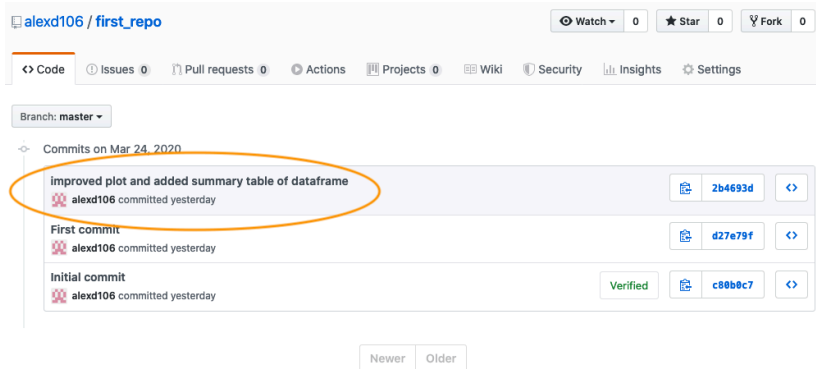 alexd106 / first_repo
Watch 0 Star 0 Fork 0
Code Issues 0 Pull requests 0 Actions Projects 0 Wiki Security Insights Settings
Branch: master
Commits on Mar 24, 2020
improved plot and added summary table of dataframe
alexd106 committed yesterday
2b4693d
First commit
alexd106 committed yesterday
d27e79f
Initial commit
alexd106 committed yesterday
Verified c80b0c7
Newer Older